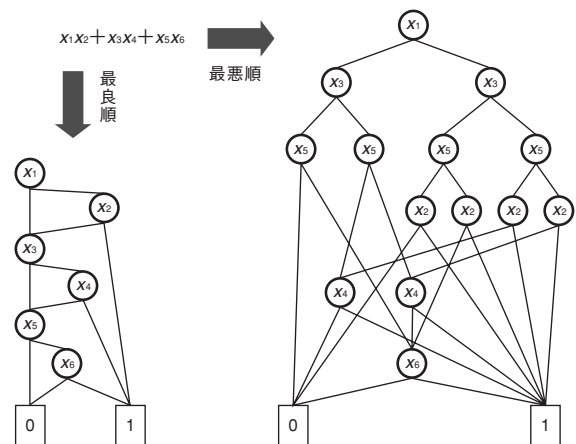 x₁x₂+x₃x₄+x₅x₆
最悪順
最良順
x₁
x₂
x₃
x₄
x₅
x₆
0
1
x₁
x₃
x₃
x₅
x₅
x₅
x₅
x₂
x₂
x₂
x₂
x₄
x₄
x₆
0
1